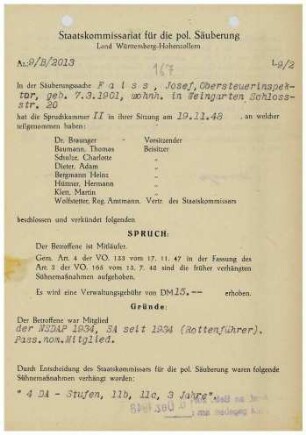 Staatskommissariat für die pol. Säuberung
Land Württemberg-Hohenzollern
Az. 9/B/2013
167
L-9/2
In der Säuberungssache F a i s s , Josef, Obersteuerinspek-
tor, geb. 7.3.1901, wohnh. in Weingarten Schloss-
str. 20
hat die Spruchkammer II in ihrer Sitzung am 19.11.48 , an welcher
teilgenommen haben:
Dr. Brauger Vorsitzender
Baumann, Thomas Beisitzer
Schulze, Charlotte "
Dieter, Adam "
Bergmann Heinz "
Hüttner, Hermann "
Klett, Martin "
Wolfstetter, Reg. Amtmann. Vertr. des Staatskommissars
beschlossen und verkündet folgenden
SPRUCH:
Der Betroffene ist Mitläufer.
Gem. Art. 4 der VO. 133 vom 17. 11. 47 in der Fassung des
Art. 3 der VO. 165 vom 13. 7. 48 sind die früher verhängten
Sühnemaßnahmen aufgehoben.
Es wird eine Verwaltungsgebühr von DM 15.-- erhoben.
Gründe:
Der Betroffene war Mitglied
der NSDAP 1934, SA seit 1934 (Rottenführer).
Pass.nom.Mitglied.
Durch Entscheidung des Staatskommissars für die pol. Säuberung waren folgende
Sühnemaßnahmen verhängt worden:
" 4 DA - Stufen, 11b, 11c, 3 Jahre".